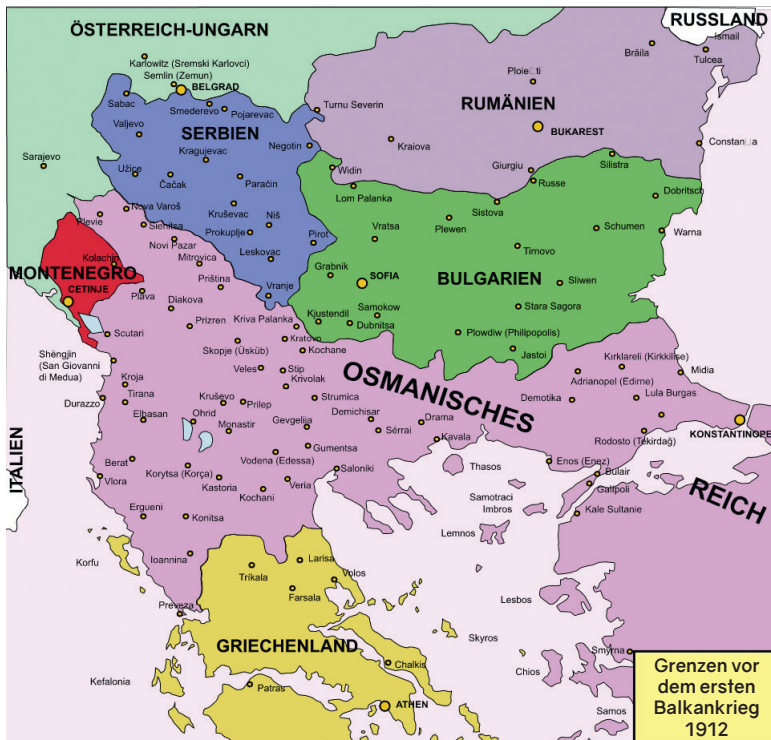 RUSSLAND
ÖSTERREICH-UNGARN
Ismail
Brăila
Tulcea
Karlowitz (Sremski Karlovci)
Semlin (Zemun)
BELGRAD
Ploie□ti
Sabac
Smederevo
Pojarevac
Turnu Severin
RUMÄNIEN
Valjevo
SERBIEN
BUKAREST
Kragujevac
Negotin
Kraiova
Constan□a
Sarajevo
Užice
Čačak
Paraćin
Widin
Giurgiu
Silistra
Russe
Lom Palanka
Dobritsch
Nova Varoš
Kruševac
Niš
Sistova
Plevie
Sienitsa
Prokuplje
Pirot
Vratsa
Plewen
Schumen
Warna
Novi Pazar
Leskovac
Timovo
Kolachin
Mitrovica
Grabnik
SOFIA
BULGARIEN
Sliwen
MONTENEGRO
CETINJE
Priština
Vranje
Plava
Diakova
Samokow
Stara Sagora
Prizren
Kriva Palanka
Kjustendil
Dubnitsa
Scutari
Kratovo
Plowdiw (Philipopolis)
Skopje (Üsküb)
Kochane
Jastoi
Shëngjin
(San Giovanni
di Medua)
Kırklareli (Kirkkilise)
Midia
Veles
Stip
OSMANISCHES
Adrianopel (Edirne)
Kroja
Krivolak
Tirana
Durazzo
Kruševo
Prilep
Strumica
Demotika
Lula Burgas
Elbasan
Ohrid
Monastir
Gevgelija
Demichisar
Drama
Sérrai
Kavala
Rodosto (Tekirdağ)
KONSTANTINOPEL
Gumentsa
Berat
Korytsa (Korça)
Vodena (Edessa)
Saloniki
Thasos
Enos (Enez)
Bulair
ITALIEN
Vlora
Kastoria
Veria
Gallipoli
REICH
Kochani
Samotraci
Imbros
Ergueni
Konitsa
Kale Sultanie
Lemnos
Korfu
Ioannina
Larisa
Tríkala
Volos
Farsala
Lesbos
Preveza
GRIECHENLAND
Skyros
Smyrna
Chalkis
Chios
Kefalonia
Patras
ATHEN
Samos
Grenzen vor
dem ersten
Balkankrieg
1912